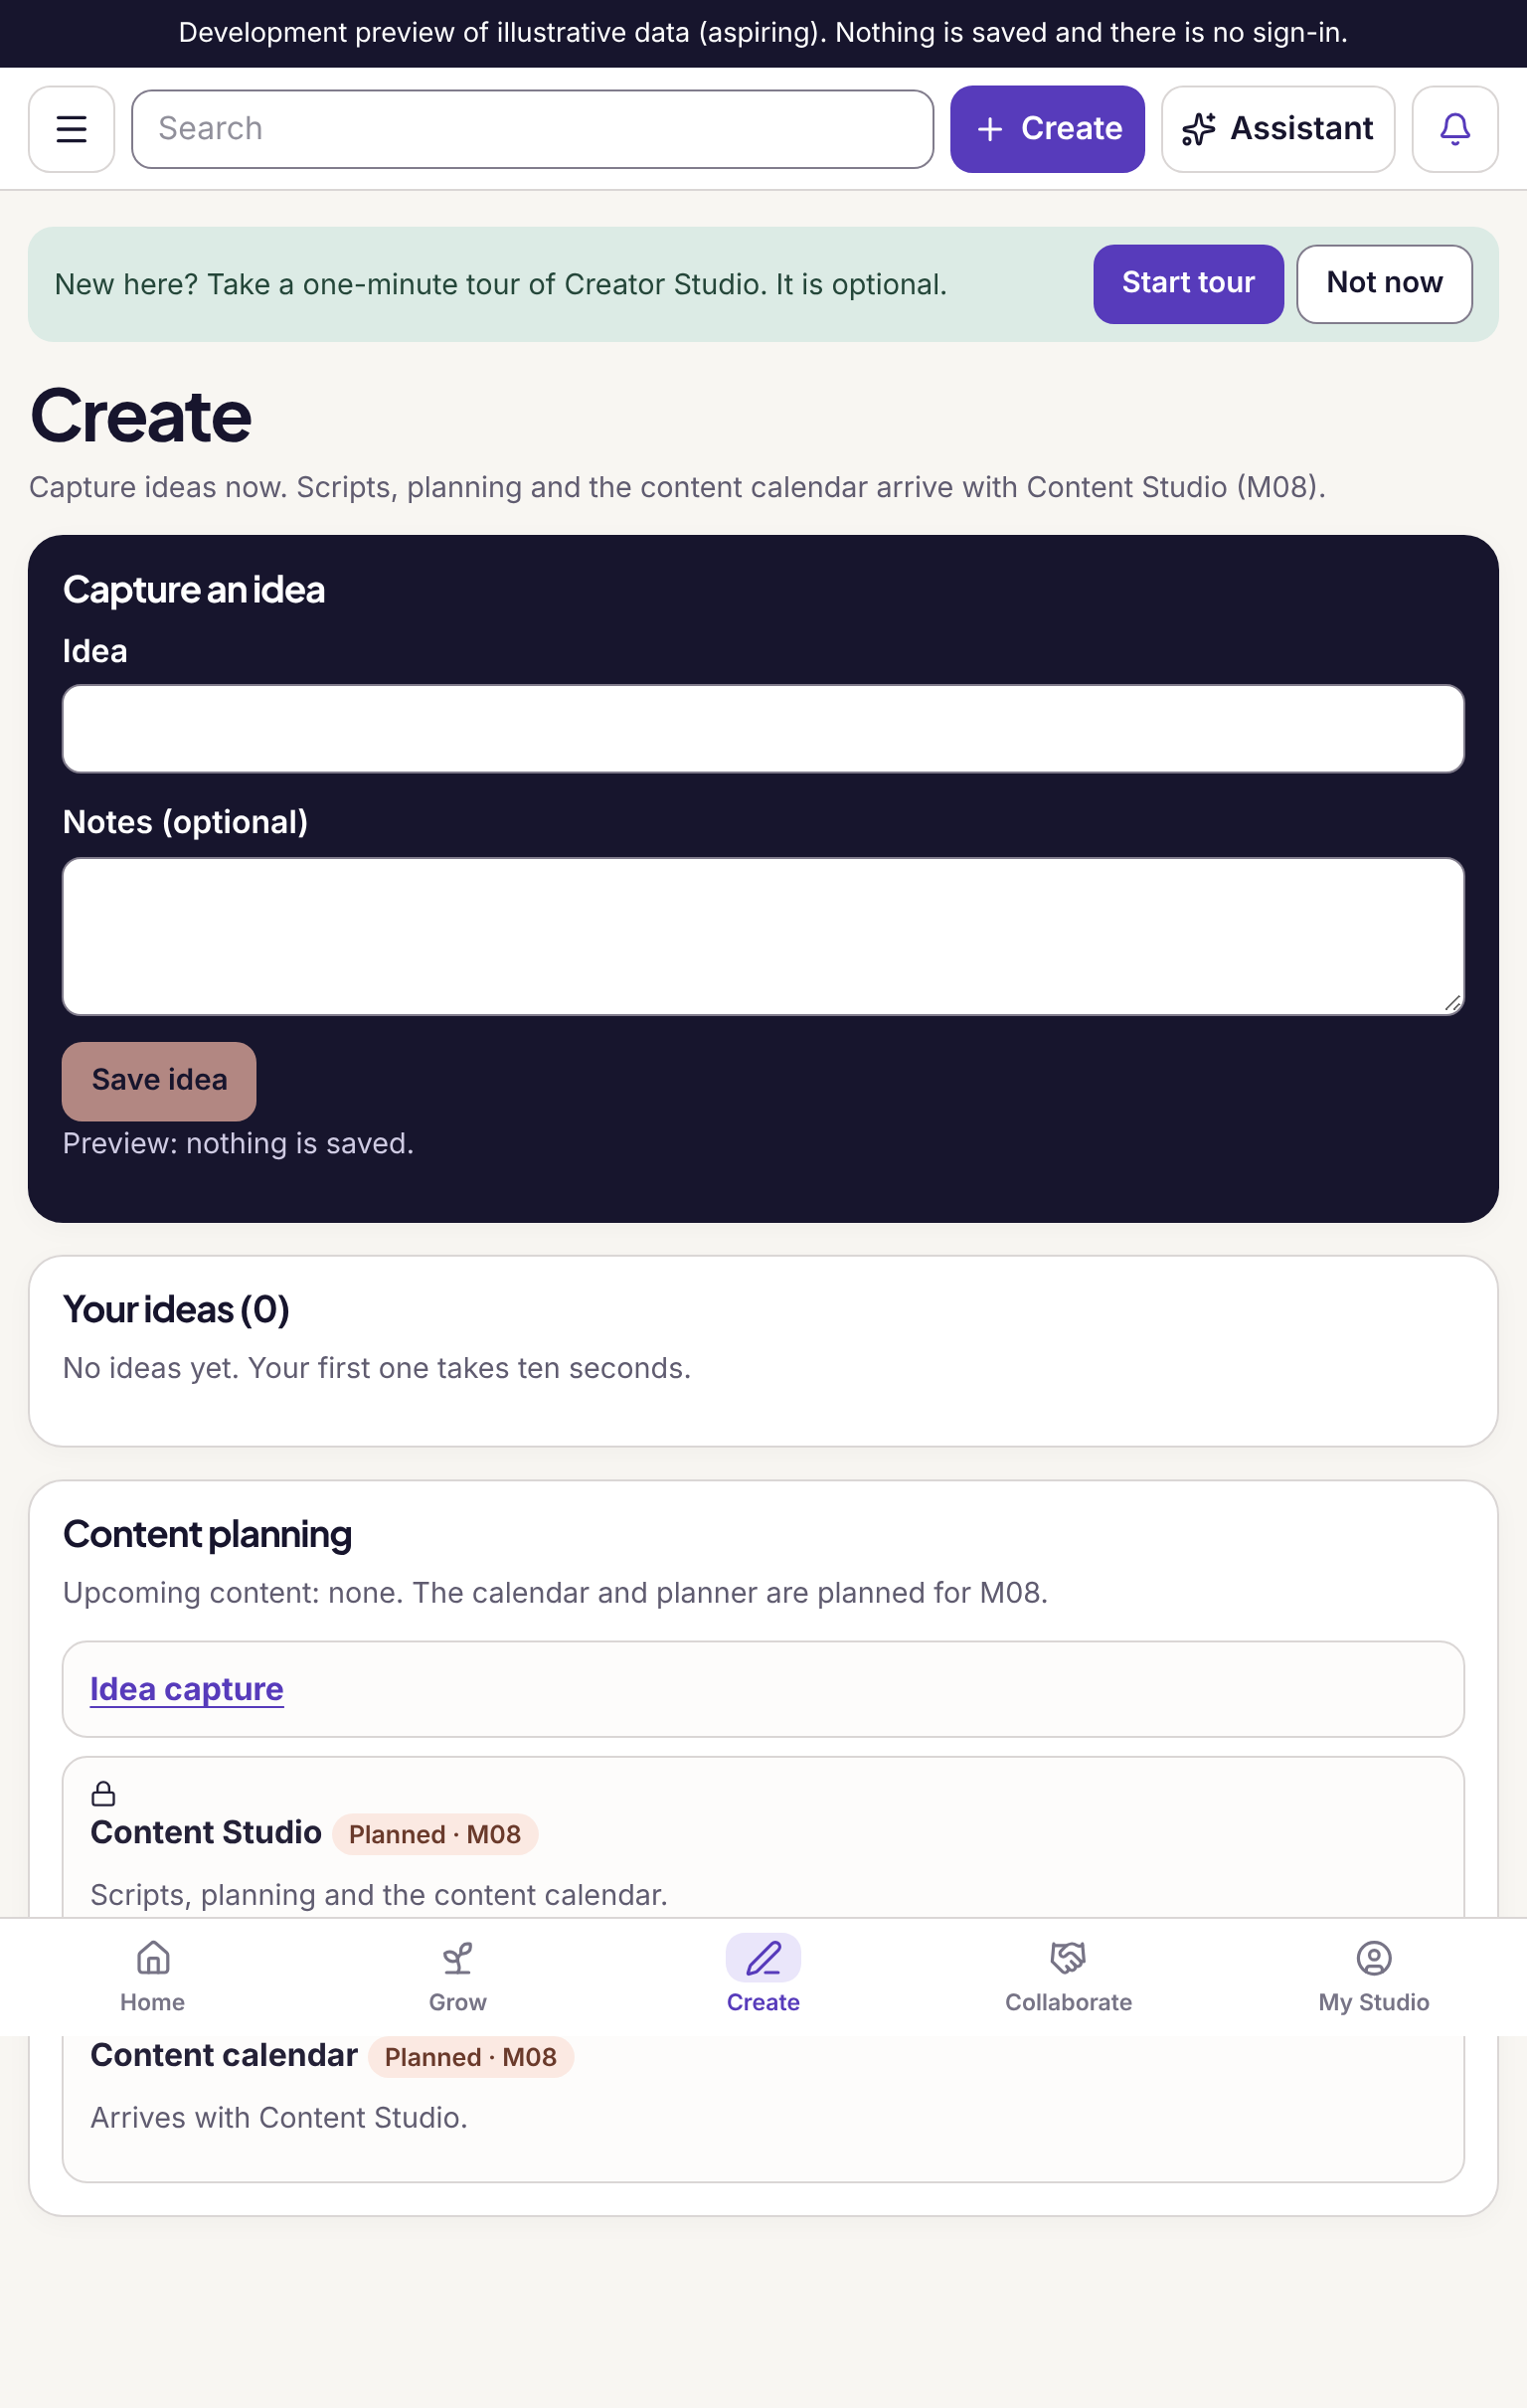 Development preview of illustrative data (aspiring). Nothing is saved and there is no sign-in.
Search
Create
Assistant
New here? Take a one-minute tour of Creator Studio. It is optional.
Start tour
Not now
Create
Capture ideas now. Scripts, planning and the content calendar arrive with Content Studio (M08).
Capture an idea
Idea
Notes (optional)
Save idea
Preview: nothing is saved.
Your ideas (0)
No ideas yet. Your first one takes ten seconds.
Content planning
Upcoming content: none. The calendar and planner are planned for M08.
Idea capture
Content Studio Planned · M08
Scripts, planning and the content calendar.
Home
Grow
Create
Collaborate
My Studio
Content calendar Planned · M08
Arrives with Content Studio.